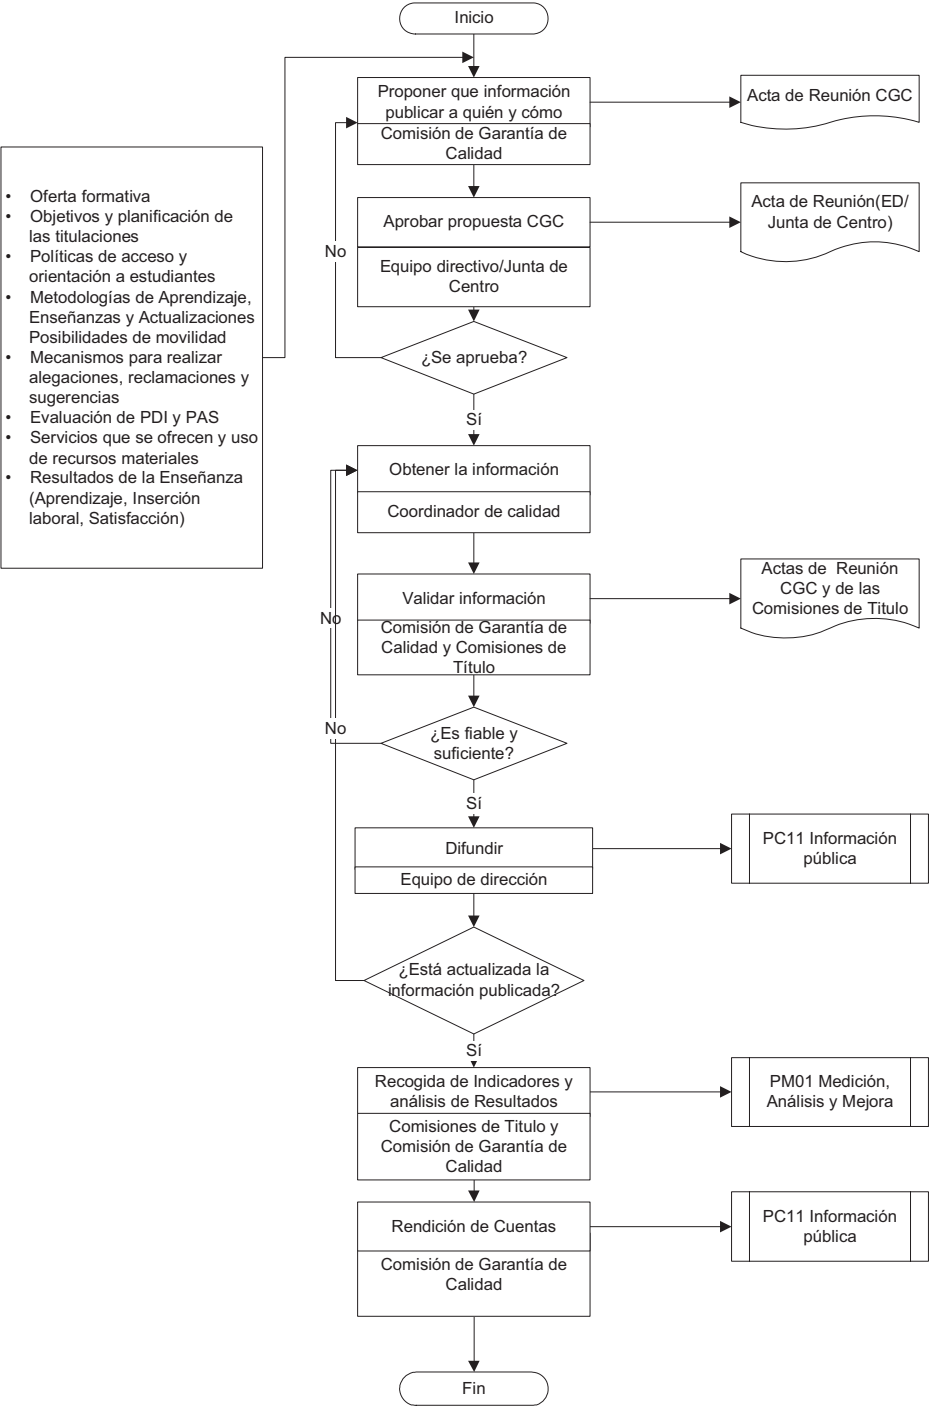 Inicio
Proponer que información
publicar a quién y cómo
Comisión de Garantía de
Calidad
Acta de Reunión CGC
• Oferta formativa
• Objetivos y planificación de
las titulaciones
• Políticas de acceso y
orientación a estudiantes
• Metodologías de Aprendizaje,
Enseñanzas y Actualizaciones
Posibilidades de movilidad
• Mecanismos para realizar
alegaciones, reclamaciones y
sugerencias
• Evaluación de PDI y PAS
• Servicios que se ofrecen y uso
de recursos materiales
• Resultados de la Enseñanza
(Aprendizaje, Inserción
laboral, Satisfacción)
Aprobar propuesta CGC
Equipo directivo/Junta de
Centro
Acta de Reunión(ED/
Junta de Centro)
No
¿Se aprueba?
Sí
Obtener la información
Coordinador de calidad
Validar información
Comisión de Garantía de
Calidad y Comisiones de
Título
Actas de Reunión
CGC y de las
Comisiones de Titulo
No
No
¿Es fiable y
suficiente?
Sí
Difundir
Equipo de dirección
PC11 Información
pública
¿Está actualizada la
información publicada?
Sí
Recogida de Indicadores y
análisis de Resultados
Comisiones de Titulo y
Comisión de Garantía de
Calidad
PM01 Medición,
Análisis y Mejora
Rendición de Cuentas
Comisión de Garantía de
Calidad
PC11 Información
pública
Fin